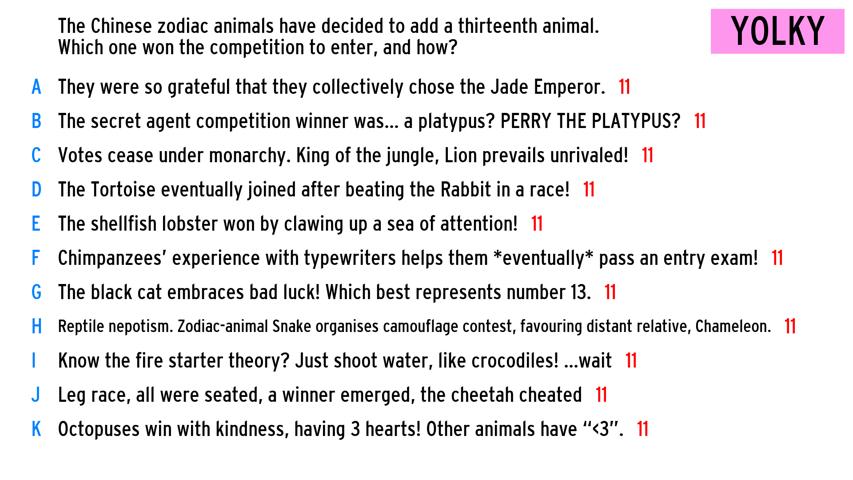 The Chinese zodiac animals have decided to add a thirteenth animal.
Which one won the competition to enter, and how?
YOLKY
A They were so grateful that they collectively chose the Jade Emperor. 11
B The secret agent competition winner was... a platypus? PERRY THE PLATYPUS? 11
C Votes cease under monarchy. King of the jungle, Lion prevails unrivaled! 11
D The Tortoise eventually joined after beating the Rabbit in a race! 11
E The shellfish lobster won by clawing up a sea of attention! 11
F Chimpanzees' experience with typewriters helps them *eventually* pass an entry exam! 11
G The black cat embraces bad luck! Which best represents number 13. 11
H Reptile nepotism. Zodiac-animal Snake organises camouflage contest, favouring distant relative, Chameleon. 11
I Know the fire starter theory? Just shoot water, like crocodiles! ...wait 11
J Leg race, all were seated, a winner emerged, the cheetah cheated 11
K Octopuses win with kindness, having 3 hearts! Other animals have “<3”. 11